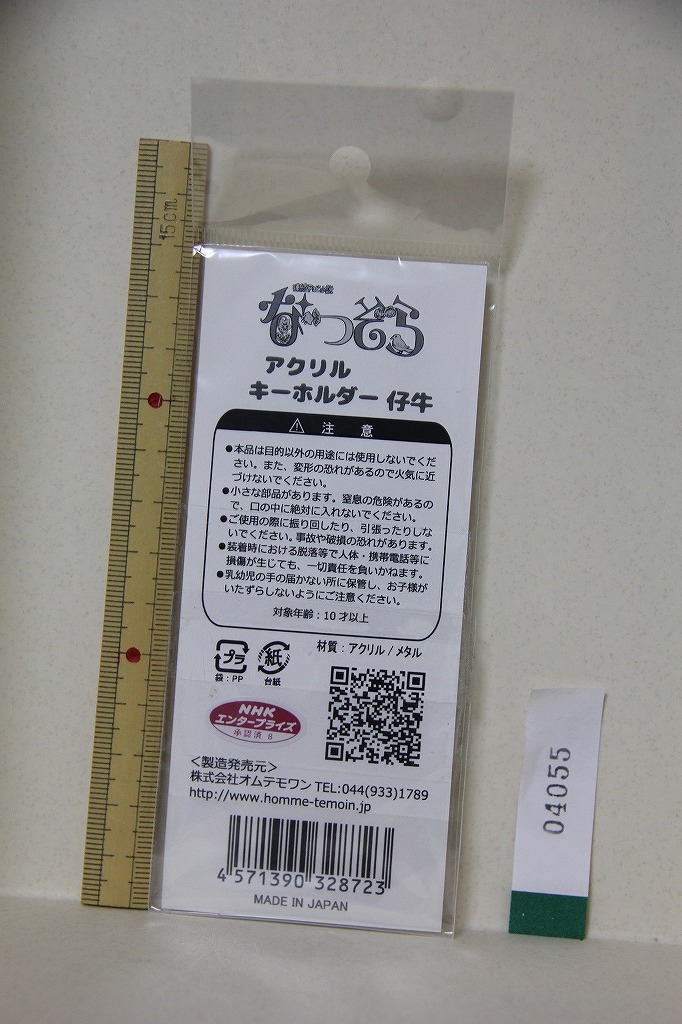 15cm
連続テレビ小説
なつぞら
アクリル
キーホルダー 仔牛
⚠ 注 意
●本品は目的以外の用途には使用しないでくだ
さい。また、変形の恐れがあるので火気に近
づけないでください。
●小さな部品があります。窒息の危険があるの
で、口の中に絶対に入れないでください。
●ご使用の際に振り回したり、引張ったりしな
いでください。事故や破損の恐れがあります。
●装着時における脱落等で人体・携帯電話等に
損傷が生じても、一切責任を負いかねます。
●乳幼児の手の届かない所に保管し、お子様が
いたずらしないようにご注意ください。
対象年齢：10才以上
材質：アクリル / メタル
プラ 紙
袋：PP 台紙
NHK
エンタープライズ
承認済 8
＜製造発売元＞
株式会社オムテモワン TEL:044(933)1789
http://www.homme-temoin.jp
4 571390 328723
MADE IN JAPAN
04055